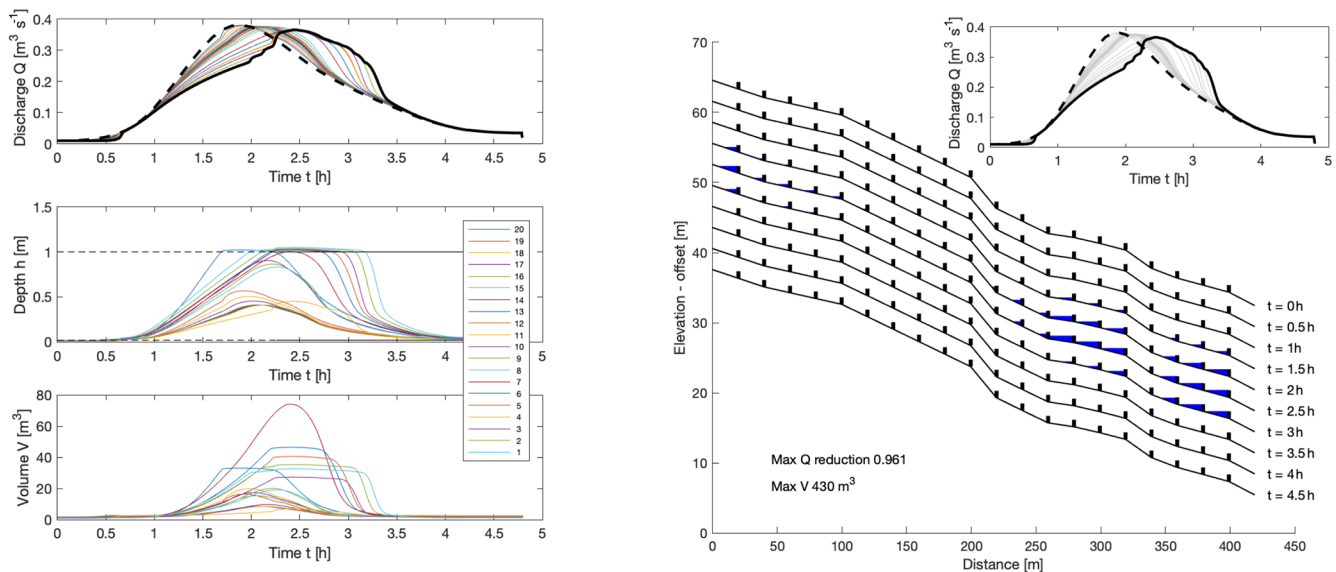 0.4
0.3
0.2
0.1
0
Discharge Q [m³ s⁻¹]
0 0.5 1 1.5 2 2.5 3 3.5 4 4.5 5
Time t [h]
1.5
1
0.5
0
Depth h [m]
0 0.5 1 1.5 2 2.5 3 3.5 4 4.5 5
Time t [h]
20
19
18
17
16
15
14
13
12
11
10
9
8
7
6
5
4
3
2
1
100
80
60
40
20
0
Volume V [m³]
0 0.5 1 1.5 2 2.5 3 3.5 4 4.5 5
Time t [h]
70
60
50
40
30
20
10
0
Elevation - offset [m]
0.4
0.3
0.2
0.1
0
Discharge Q [m³ s⁻¹]
0 1 2 3 4 5
Time t [h]
t = 0h
t = 0.5h
t = 1h
t = 1.5h
t = 2h
t = 2.5h
t = 3h
t = 3.5h
t = 4h
t = 4.5h
Max Q reduction 0.961
Max V 430 m³
0 50 100 150 200 250 300 350 400 450
Distance [m]